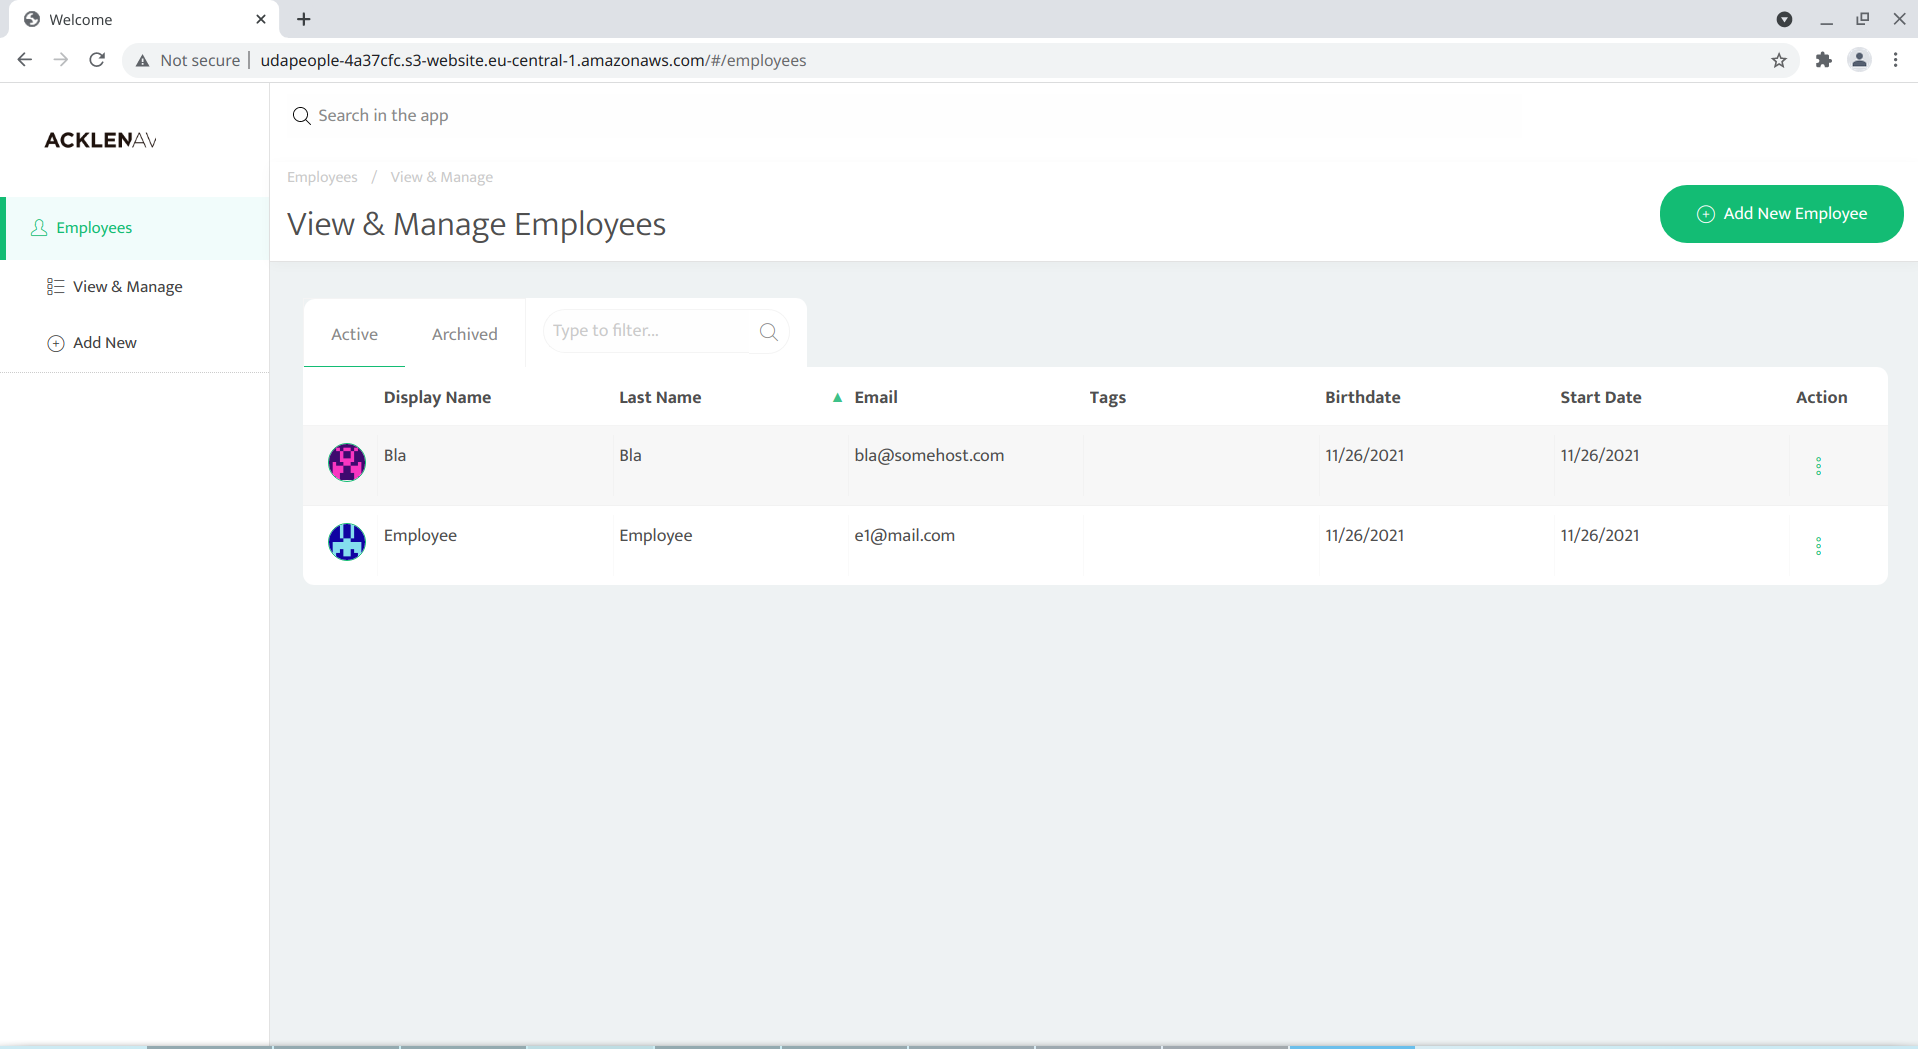 Welcome
Not secure
udapeople-4a37cfc.s3-website.eu-central-1.amazonaws.com/#/employees
ACKLENAV
Search in the app
Employees / View & Manage
View & Manage Employees
Add New Employee
Employees
View & Manage
Add New
Active Archived Type to filter...
Display Name Last Name ▲ Email Tags Birthdate Start Date Action
Bla Bla bla@somehost.com 11/26/2021 11/26/2021
Employee Employee e1@mail.com 11/26/2021 11/26/2021